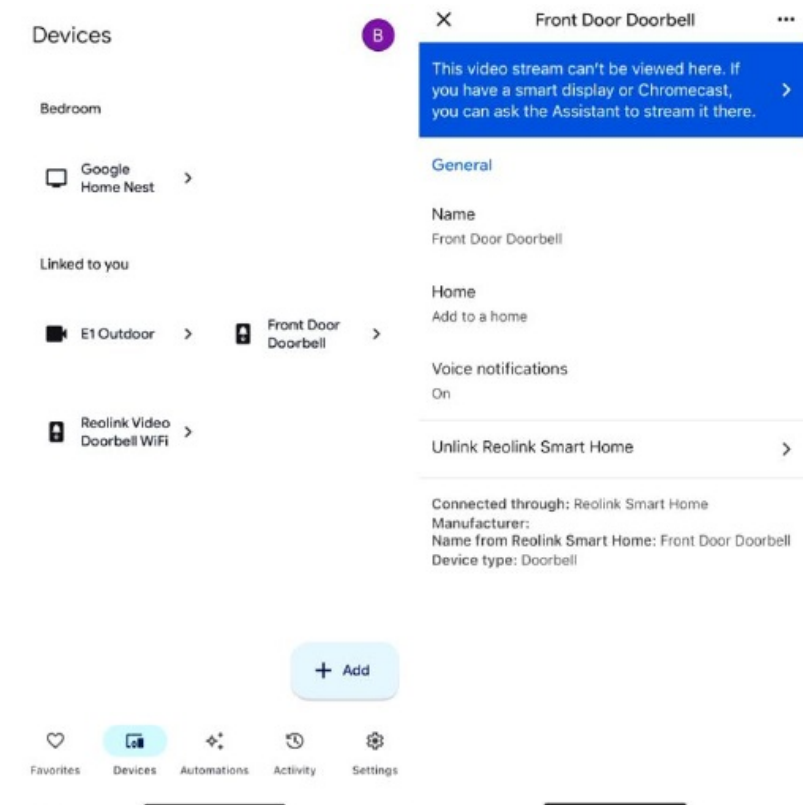 Devices
B
Bedroom
Google
Home Nest
Linked to you
E1 Outdoor
Front Door
Doorbell
Reolink Video
Doorbell WiFi
+ Add
Favorites
Devices
Automations
Activity
Settings
Front Door Doorbell
This video stream can't be viewed here. If
you have a smart display or Chromecast,
you can ask the Assistant to stream it there.
General
Name
Front Door Doorbell
Home
Add to a home
Voice notifications
On
Unlink Reolink Smart Home
Connected through: Reolink Smart Home
Manufacturer:
Name from Reolink Smart Home: Front Door Doorbell
Device type: Doorbell